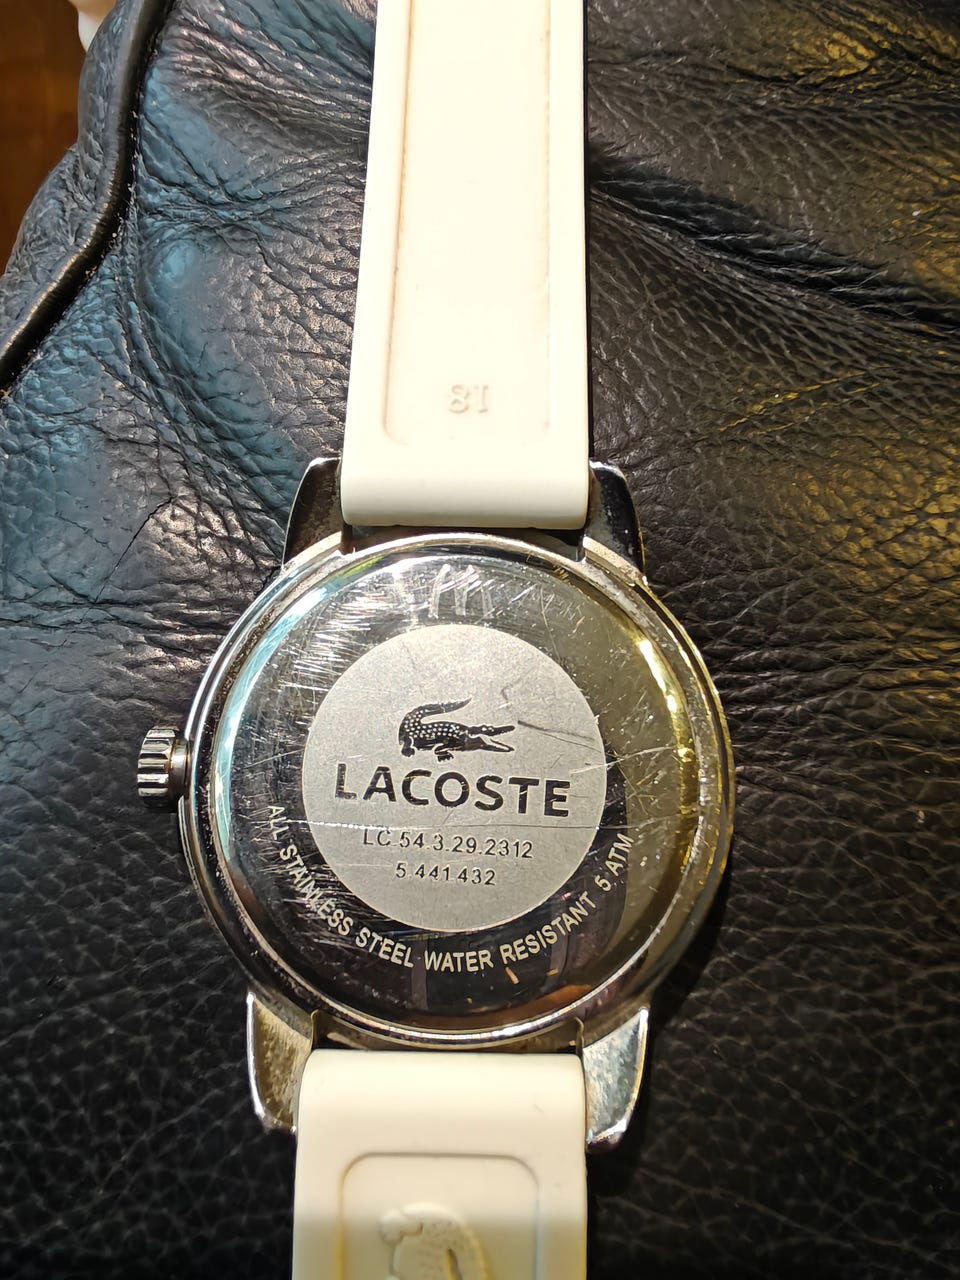 18
LACOSTE
LC.54.3.29.2312
5.441.432
ALL STAINLESS STEEL WATER RESISTANT 5 ATM